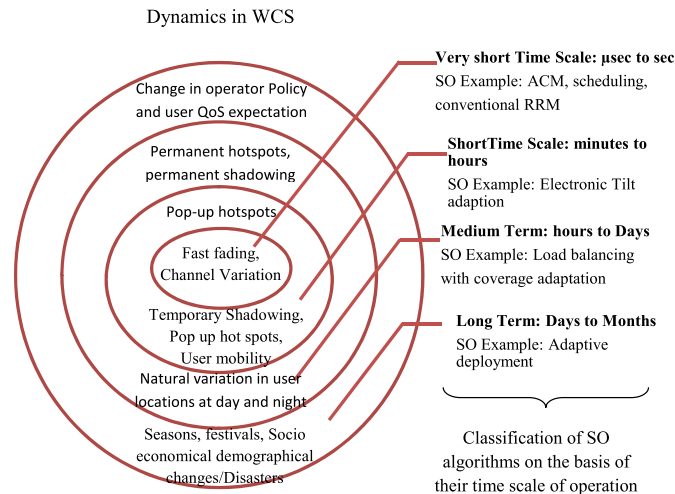 Dynamics in WCS
Change in operator Policy
and user QoS expectation
Permanent hotspots,
permanent shadowing
Pop-up hotspots
Fast fading,
Channel Variation
Temporary Shadowing,
Pop up hot spots,
User mobility
Natural variation in user
locations at day and night
Seasons, festivals, Socio
economical demographical
changes/Disasters
Very short Time Scale: µsec to sec
SO Example: ACM, scheduling,
conventional RRM
ShortTime Scale: minutes to
hours
SO Example: Electronic Tilt
adaption
Medium Term: hours to Days
SO Example: Load balancing
with coverage adaptation
Long Term: Days to Months
SO Example: Adaptive
deployment
Classification of SO
algorithms on the basis of
their time scale of operation